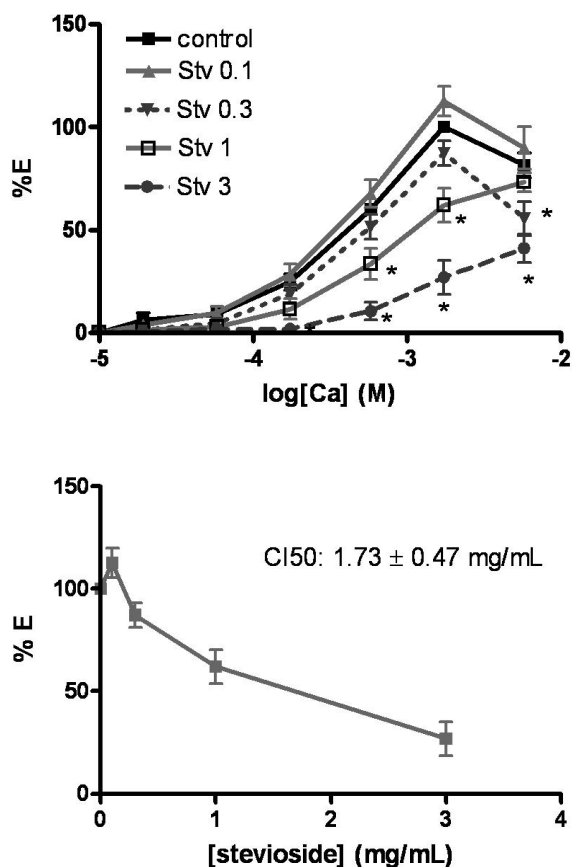 150
100
50
0
%E
control
Stv 0.1
Stv 0.3
Stv 1
Stv 3
*
*
*
*
*
*
*
-5
-4
-3
-2
log[Ca] (M)
150
100
50
0
% E
CI50: 1.73 ± 0.47 mg/mL
0
1
2
3
4
[stevioside] (mg/mL)